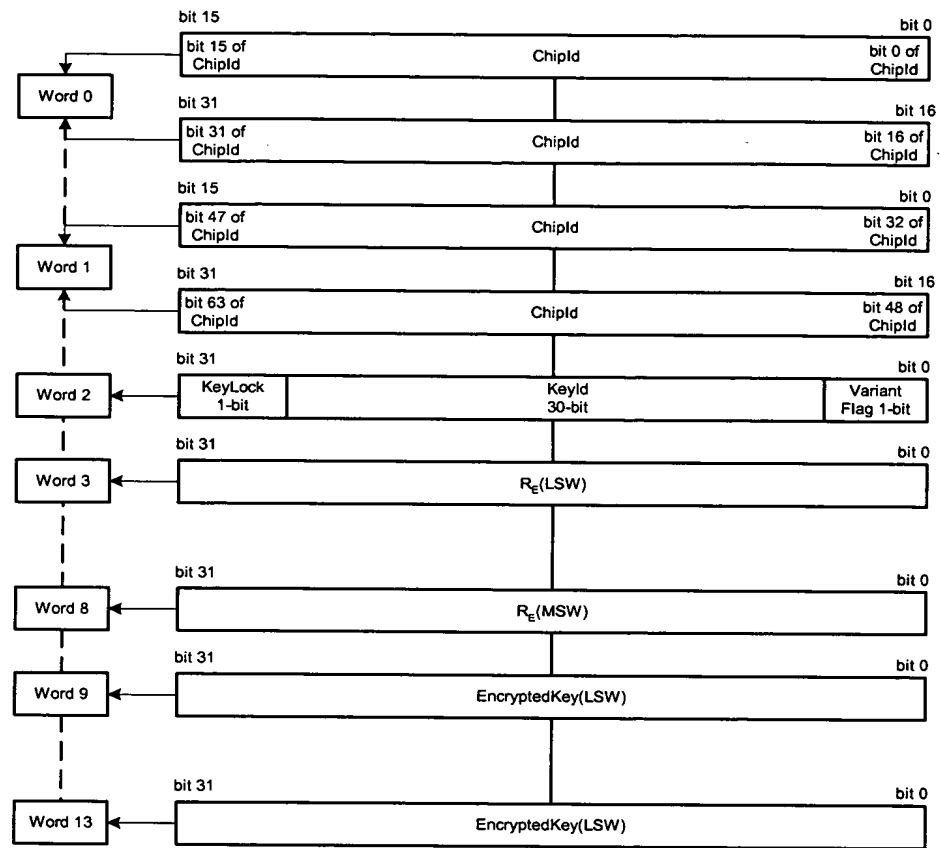 bit 15
bit 0
bit 15 of
ChipId
ChipId
bit 0 of
ChipId
Word 0
bit 31
bit 16
bit 31 of
ChipId
ChipId
bit 16 of
ChipId
bit 15
bit 0
bit 47 of
ChipId
ChipId
bit 32 of
ChipId
Word 1
bit 31
bit 16
bit 63 of
ChipId
ChipId
bit 48 of
ChipId
bit 31
bit 0
Word 2
KeyLock
1-bit
KeyId
30-bit
Variant
Flag 1-bit
bit 31
bit 0
Word 3
R_E(LSW)
bit 31
bit 0
Word 8
R_E(MSW)
bit 31
bit 0
Word 9
EncryptedKey(LSW)
bit 31
bit 0
Word 13
EncryptedKey(LSW)